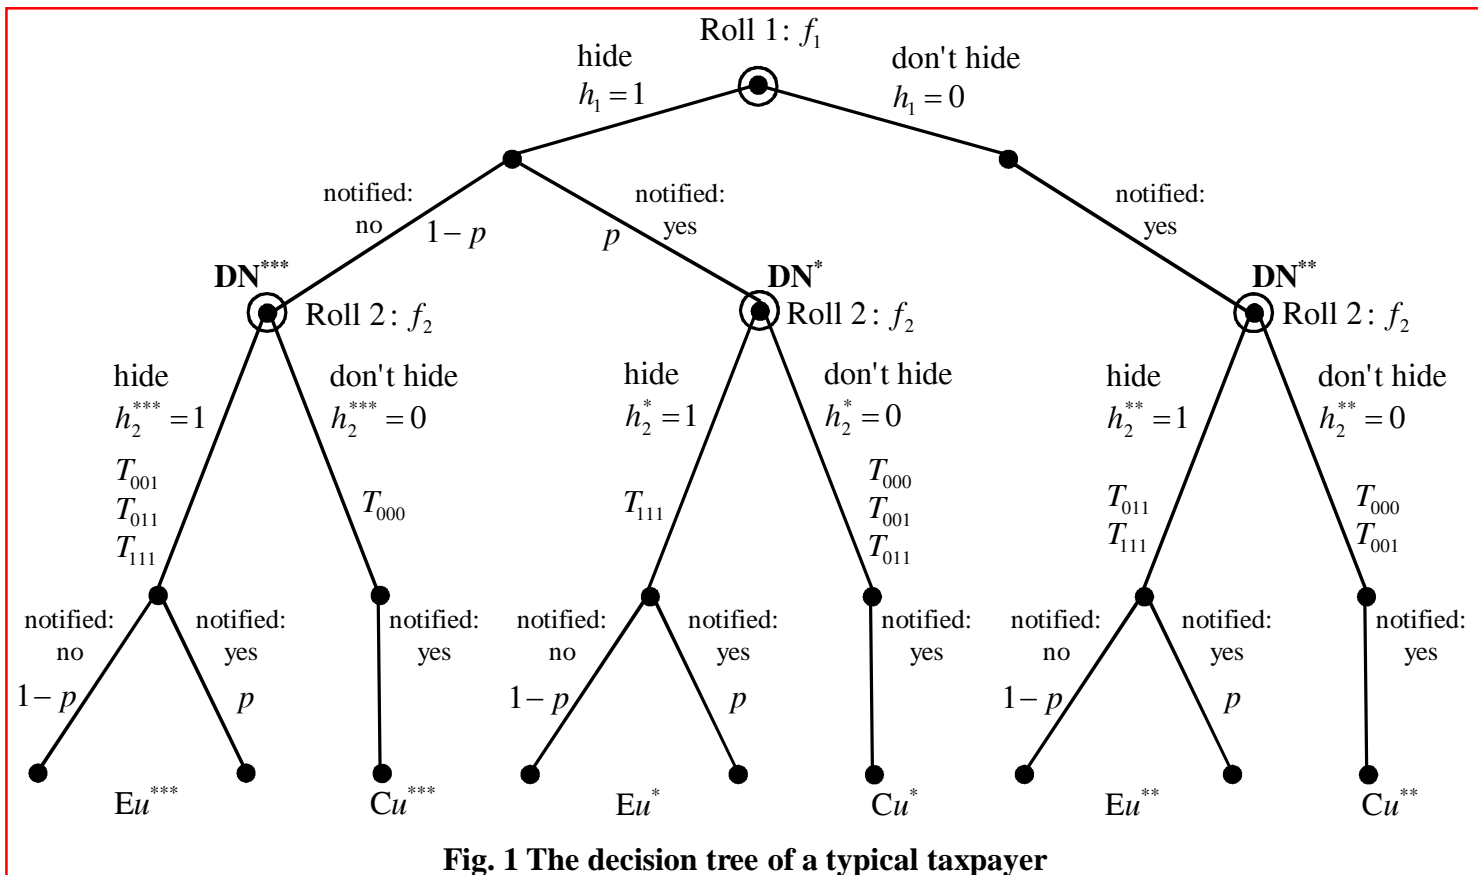 Roll 1: f₁
hide
h₁ = 1
don't hide
h₁ = 0
notified:
no
1 − p
notified:
yes
p
notified:
yes
DN***
Roll 2: f₂
DN*
Roll 2: f₂
DN**
Roll 2: f₂
hide
h₂*** = 1
don't hide
h₂*** = 0
hide
h₂* = 1
don't hide
h₂* = 0
hide
h₂** = 1
don't hide
h₂** = 0
T₀₀₁
T₀₁₁
T₁₁₁
T₀₀₀
T₁₁₁
T₀₀₀
T₀₀₁
T₀₁₁
T₀₁₁
T₁₁₁
T₀₀₀
T₀₀₁
notified:
no
1 − p
notified:
yes
p
notified:
yes
notified:
no
1 − p
notified:
yes
p
notified:
yes
notified:
no
1 − p
notified:
yes
p
notified:
yes
Eu***
Cu***
Eu*
Cu*
Eu**
Cu**
Fig. 1 The decision tree of a typical taxpayer